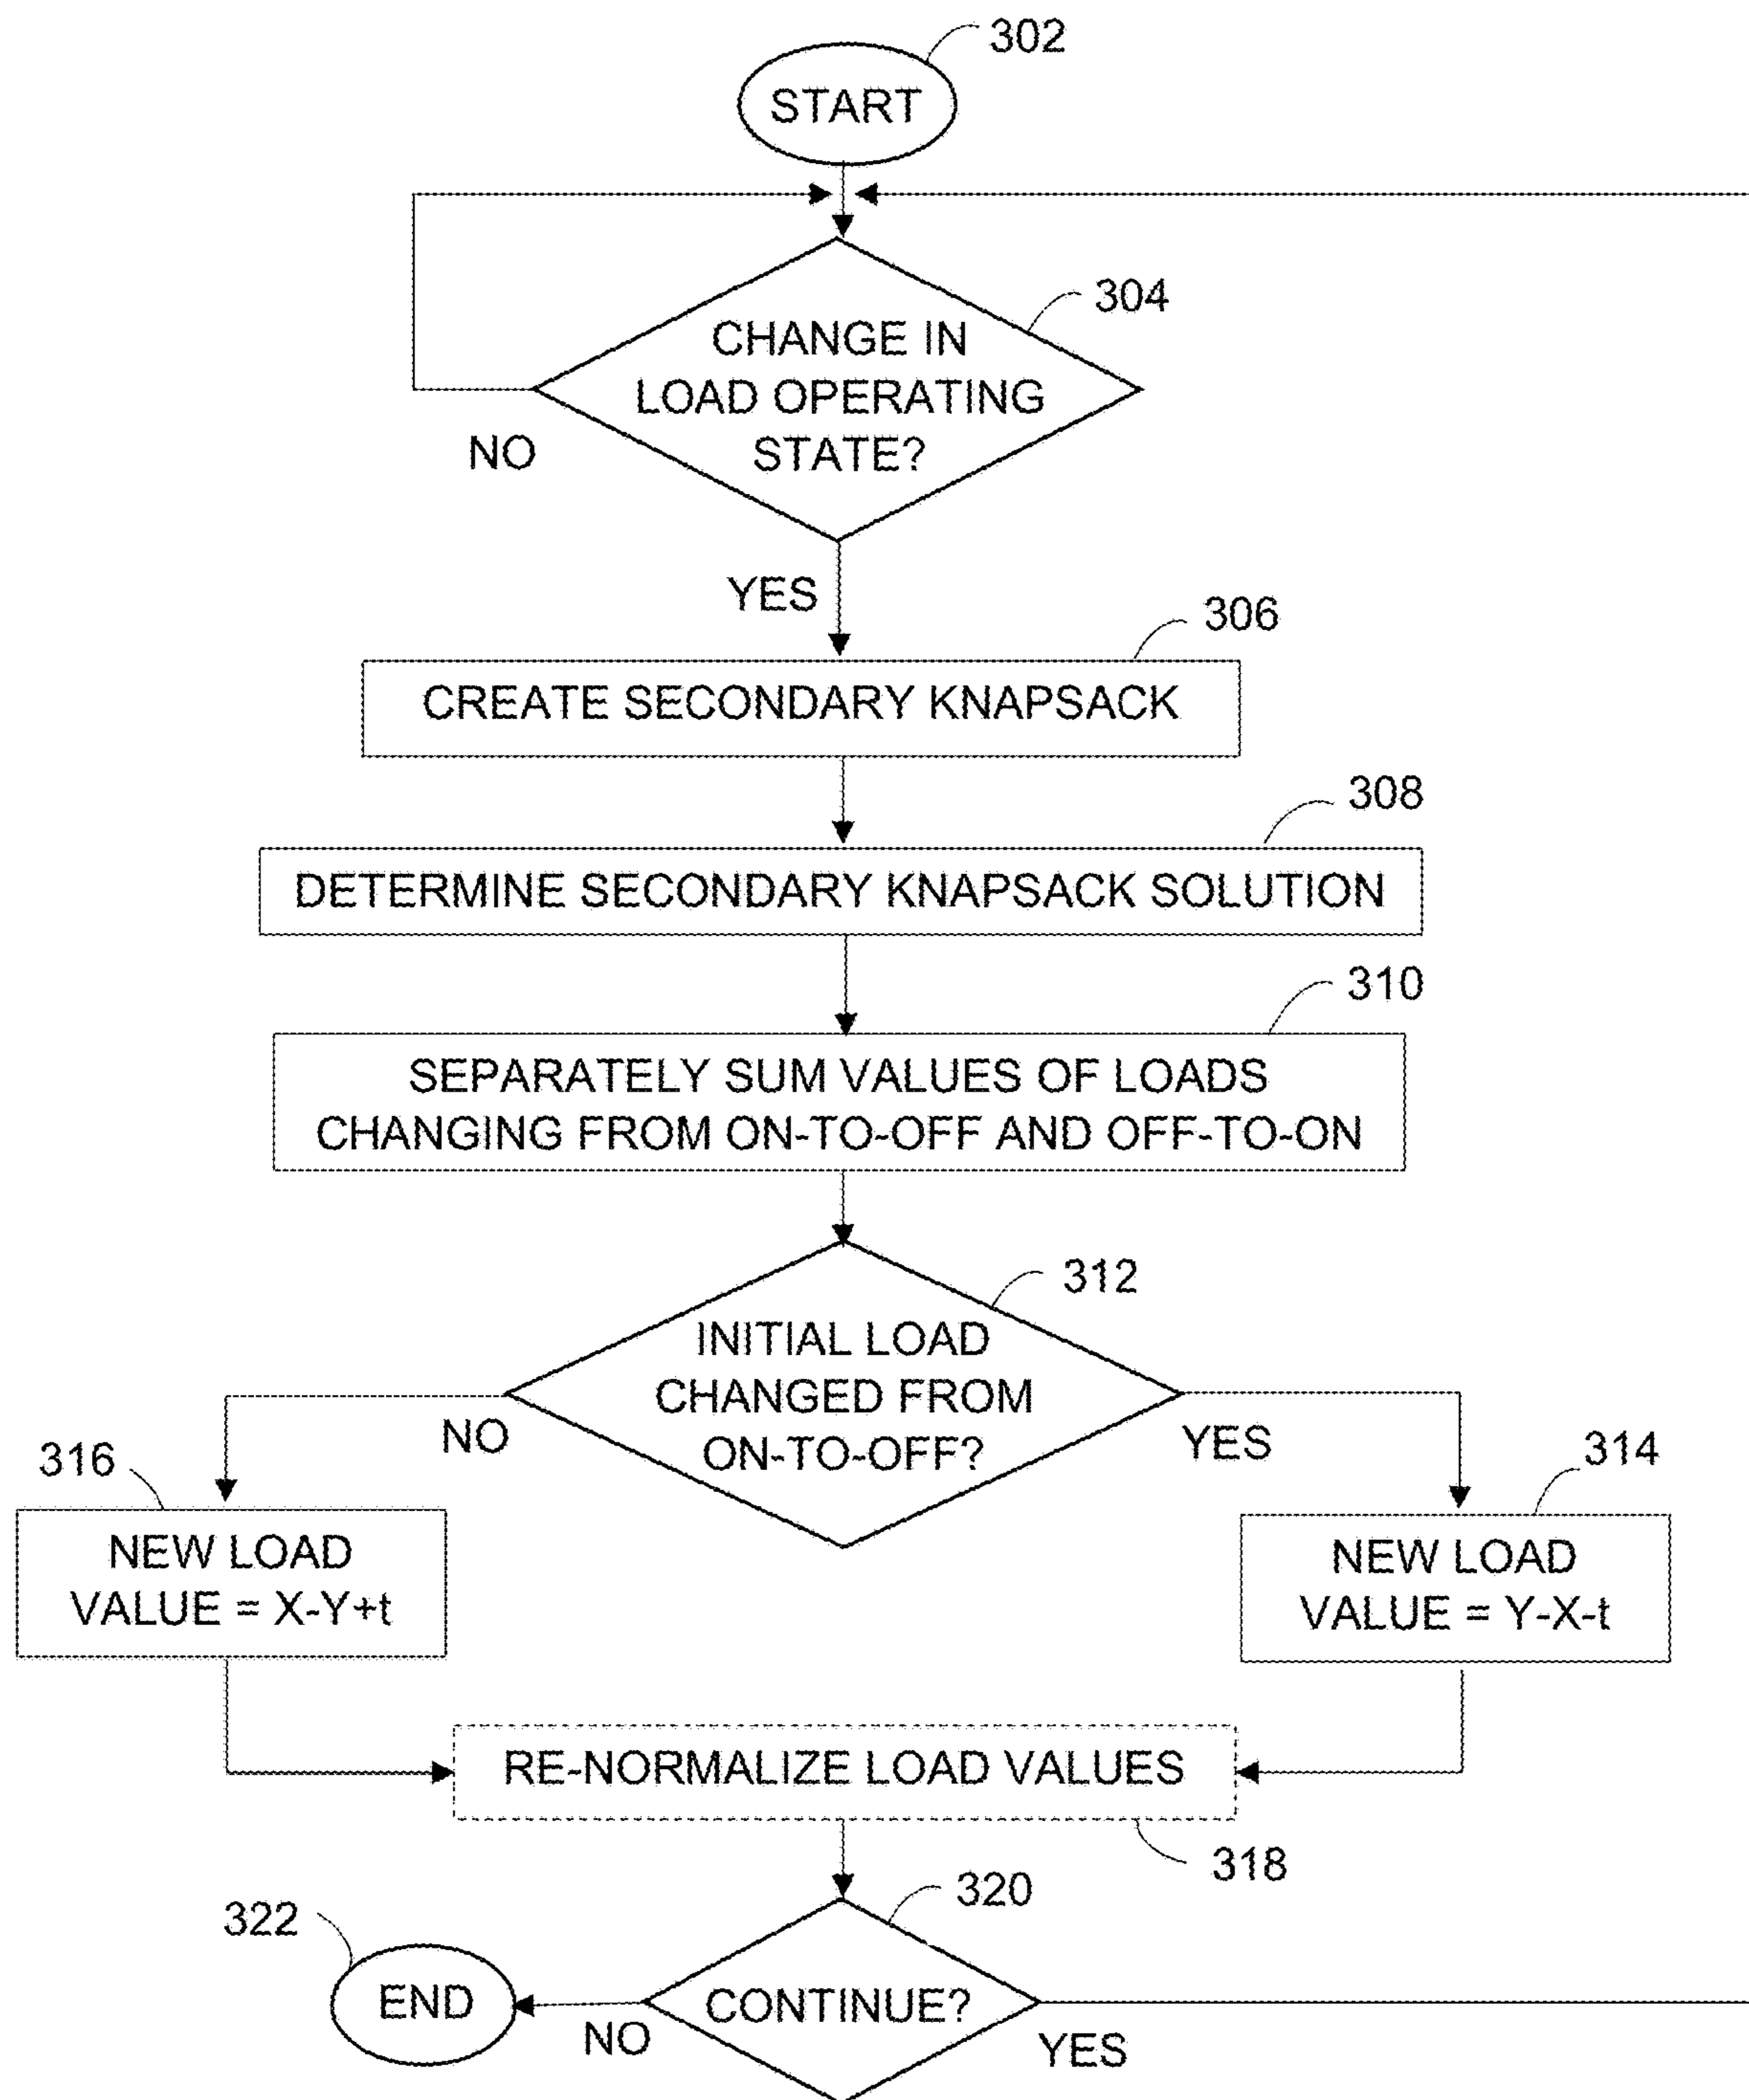 302
START
304
CHANGE IN
LOAD OPERATING
STATE?
NO
YES
306
CREATE SECONDARY KNAPSACK
308
DETERMINE SECONDARY KNAPSACK SOLUTION
310
SEPARATELY SUM VALUES OF LOADS
CHANGING FROM ON-TO-OFF AND OFF-TO-ON
312
INITIAL LOAD
CHANGED FROM
ON-TO-OFF?
NO
YES
316
NEW LOAD
VALUE = X-Y+t
314
NEW LOAD
VALUE = Y-X-t
RE-NORMALIZE LOAD VALUES
318
320
CONTINUE?
322
END
NO
YES